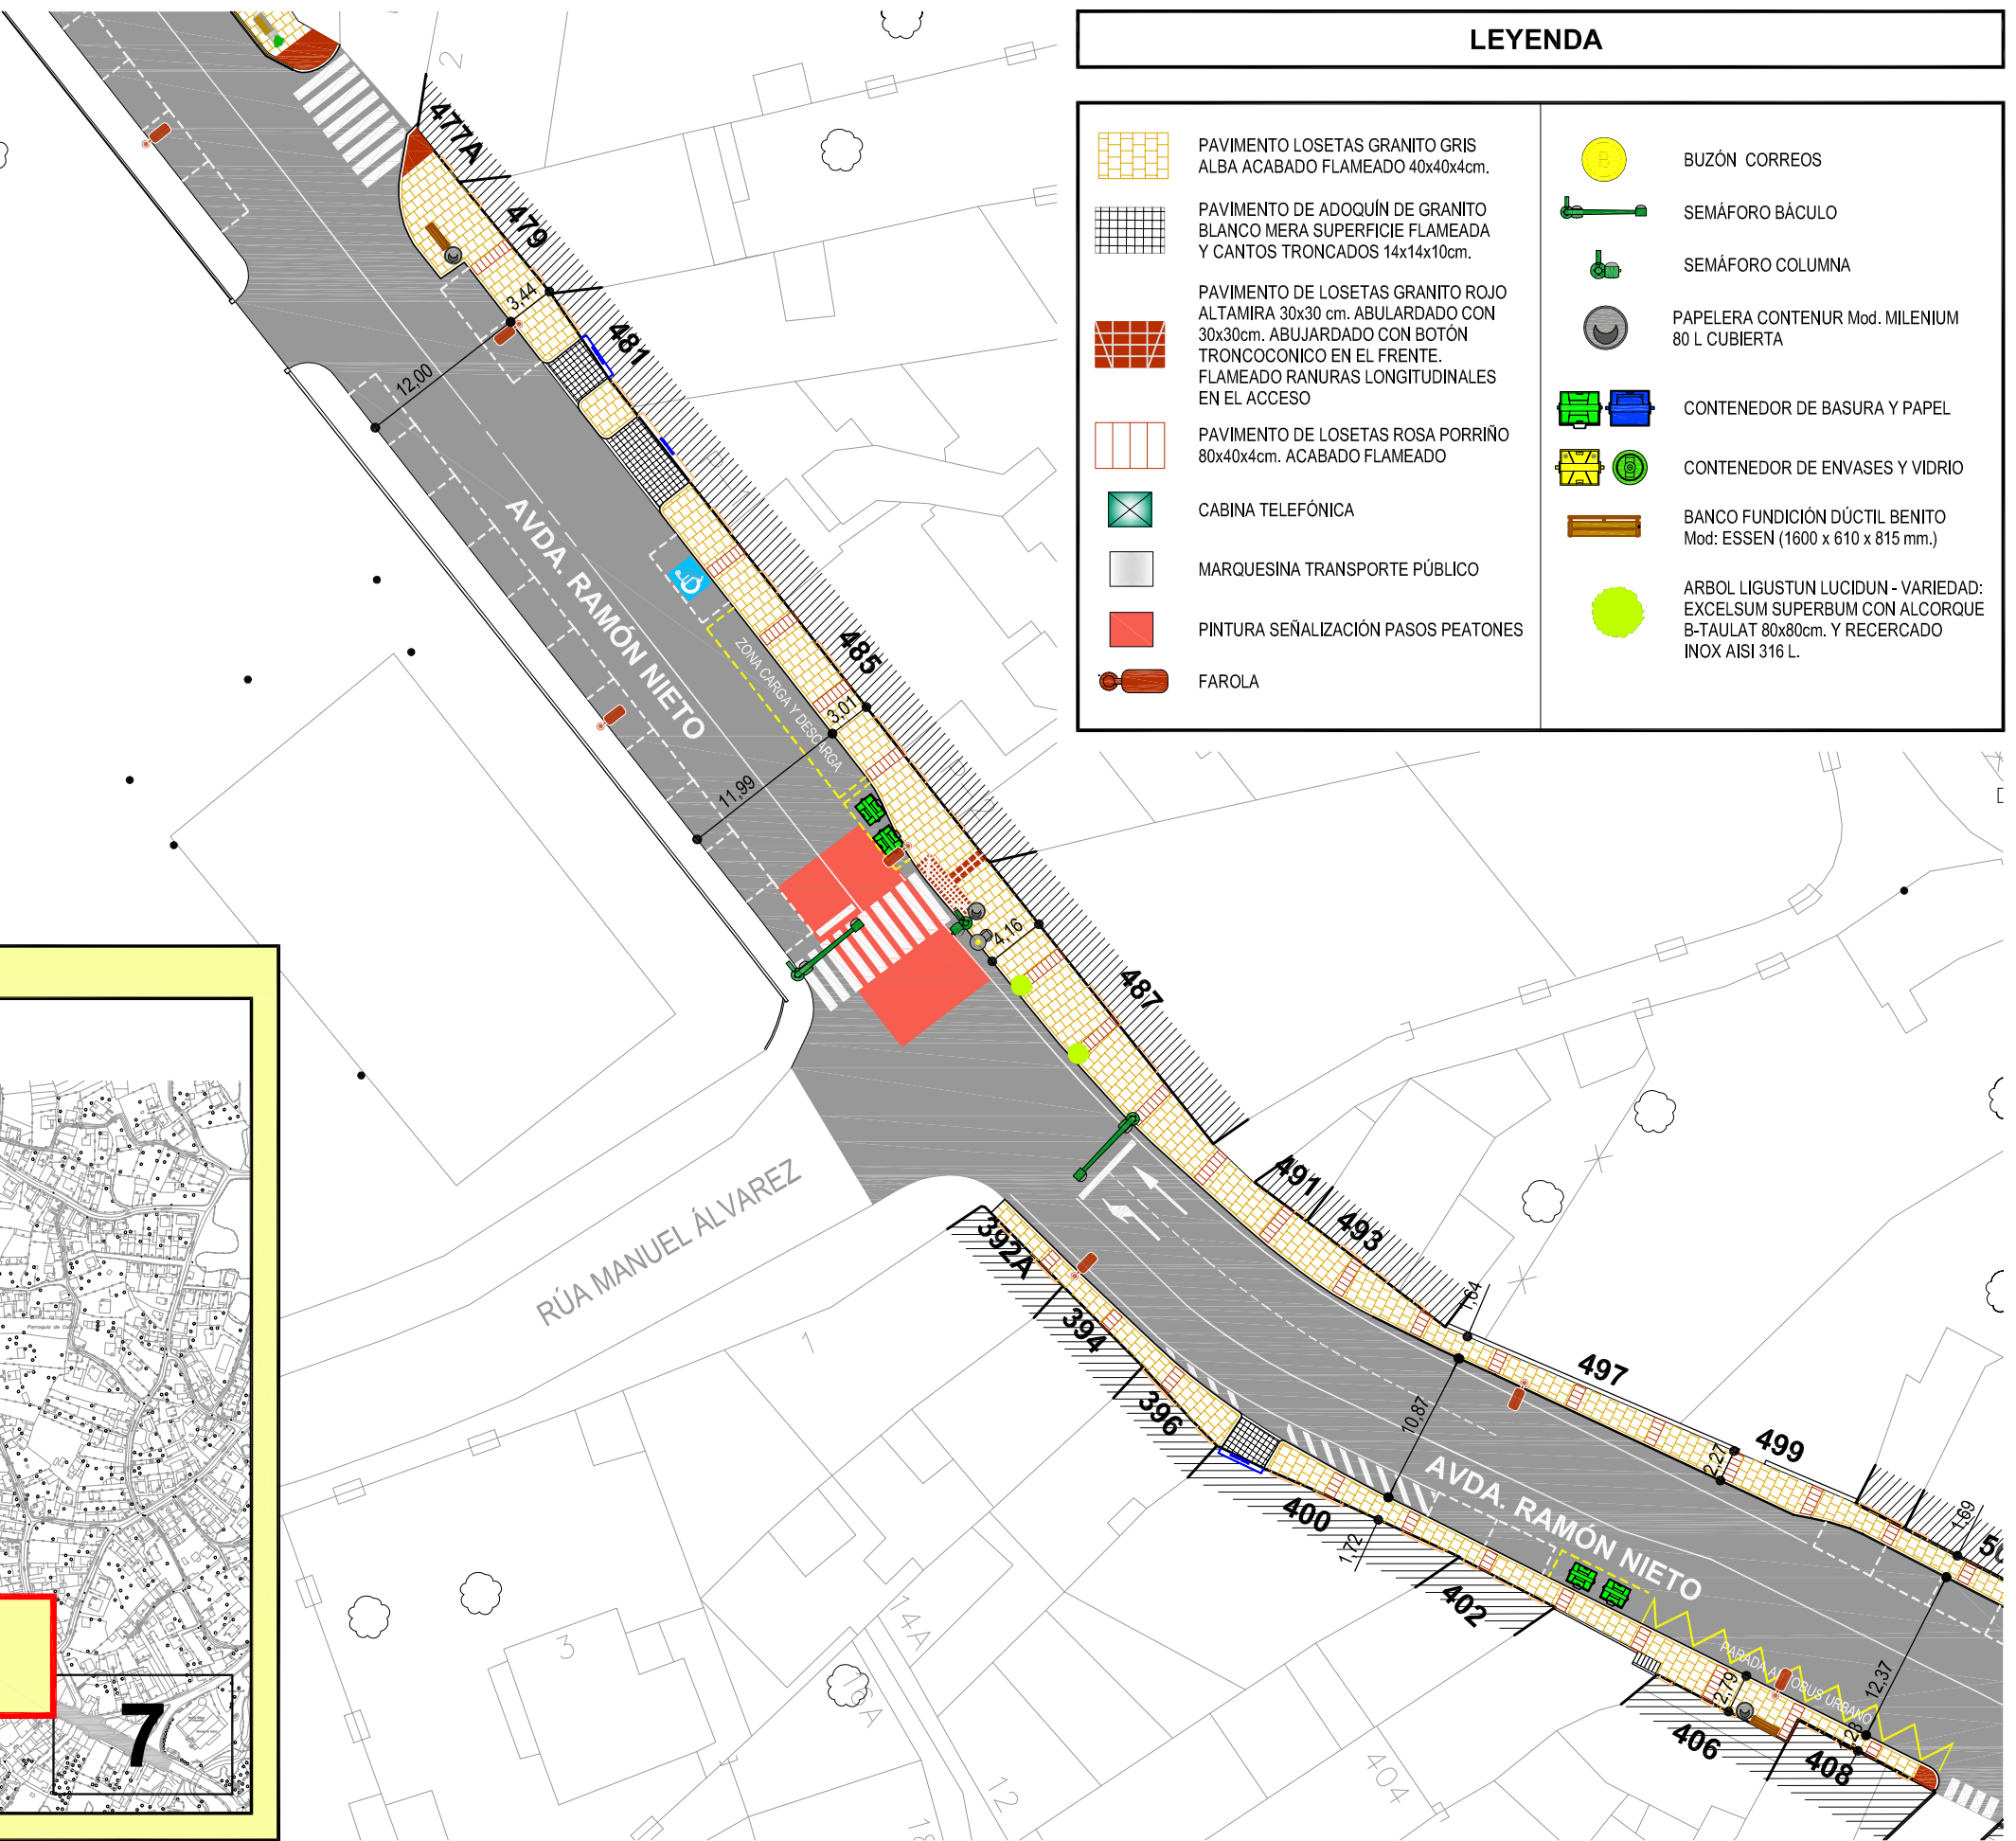 LEYENDA
PAVIMENTO LOSETAS GRANITO GRIS
ALBA ACABADO FLAMEADO 40x40x4cm.
PAVIMENTO DE ADOQUÍN DE GRANITO
BLANCO MERA SUPERFICIE FLAMEADA
Y CANTOS TRONCADOS 14x14x10cm.
PAVIMENTO DE LOSETAS GRANITO ROJO
ALTAMIRA 30x30 cm. ABULARDADO CON
30x30cm. ABUJARDADO CON BOTÓN
TRONCOCONICO EN EL FRENTE.
FLAMEADO RANURAS LONGITUDINALES
EN EL ACCESO
PAVIMENTO DE LOSETAS ROSA PORRIÑO
80x40x4cm. ACABADO FLAMEADO
CABINA TELEFÓNICA
MARQUESINA TRANSPORTE PÚBLICO
PINTURA SEÑALIZACIÓN PASOS PEATONES
FAROLA
B
BUZÓN CORREOS
SEMÁFORO BÁCULO
SEMÁFORO COLUMNA
PAPELERA CONTENUR Mod. MILENIUM
80 L CUBIERTA
CONTENEDOR DE BASURA Y PAPEL
CONTENEDOR DE ENVASES Y VIDRIO
BANCO FUNDICIÓN DÚCTIL BENITO
Mod: ESSEN (1600 x 610 x 815 mm.)
ARBOL LIGUSTUN LUCIDUN - VARIEDAD:
EXCELSUM SUPERBUM CON ALCORQUE
B-TAULAT 80x80cm. Y RECERCADO
INOX AISI 316 L.
2
477A
479
3,44
481
12,00
AVDA. RAMÓN NIETO
ZONA CARGA Y DESCARGA
485
3,01
11,99
4,16
487
RÚA MANUEL ÁLVAREZ
491
493
392A
394
396
1,64
497
10,87
2,27
499
1,69
AVDA. RAMÓN NIETO
400
1,72
402
PARADA AUTOBUS URBANO
12,37
2,79
406
408
1
3
14A
16A
12
404
7